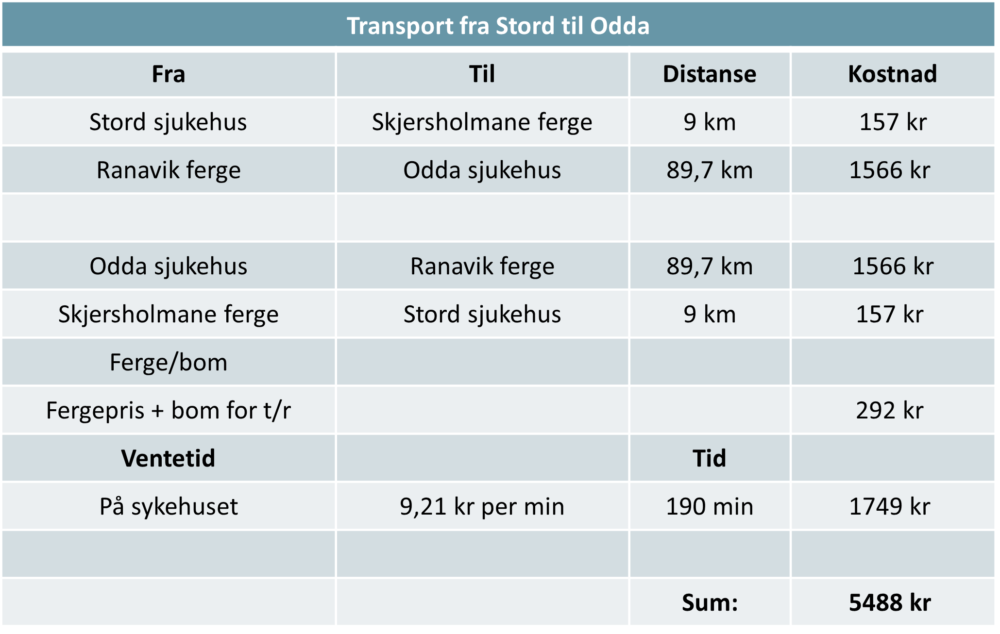 Transport fra Stord til Odda
Fra Til Distanse Kostnad
Stord sjukehus Skjersholmane ferge 9 km 157 kr
Ranavik ferge Odda sjukehus 89,7 km 1566 kr
Odda sjukehus Ranavik ferge 89,7 km 1566 kr
Skjersholmane ferge Stord sjukehus 9 km 157 kr
Ferge/bom
Fergepris + bom for t/r 292 kr
Ventetid Tid
På sykehuset 9,21 kr per min 190 min 1749 kr
Sum: 5488 kr